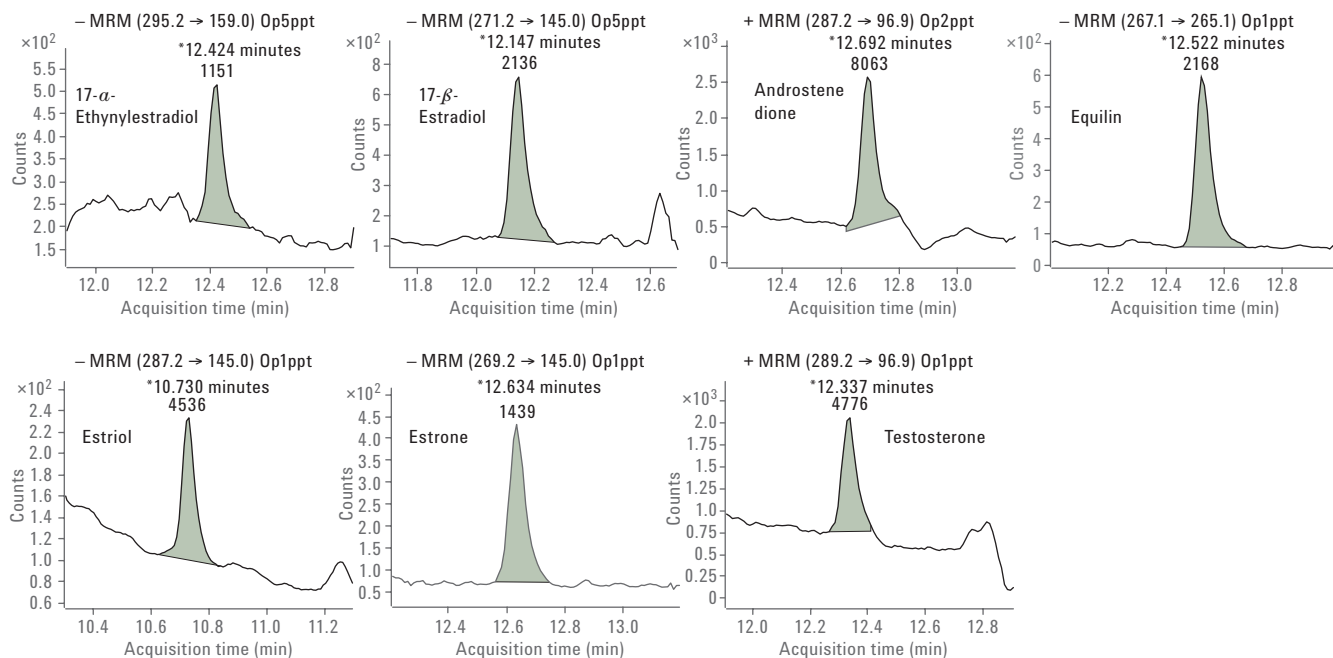 – MRM (295.2 → 159.0) Op5ppt
×10²
*12.424 minutes
1151
17-α-
Ethynylestradiol
Counts
5.5
5.0
4.5
4.0
3.5
3.0
2.5
2.0
1.5
12.0 12.2 12.4 12.6 12.8
Acquisition time (min)
– MRM (271.2 → 145.0) Op5ppt
×10²
*12.147 minutes
2136
17-β-
Estradiol
Counts
8
7
6
5
4
3
2
1
11.8 12.0 12.2 12.4 12.6
Acquisition time (min)
+ MRM (287.2 → 96.9) Op2ppt
×10³
*12.692 minutes
8063
Androstene
dione
Counts
3.0
2.5
2.0
1.5
1.0
0.5
0
12.4 12.6 12.8 13.0
Acquisition time (min)
– MRM (267.1 → 265.1) Op1ppt
×10²
*12.522 minutes
2168
Equilin
Counts
7
6
5
4
3
2
1
0
12.2 12.4 12.6 12.8
Acquisition time (min)
– MRM (287.2 → 145.0) Op1ppt
×10²
*10.730 minutes
4536
Estriol
Counts
2.4
2.2
2.0
1.8
1.6
1.4
1.2
1.0
0.8
0.6
10.4 10.6 10.8 11.0 11.2
Acquisition time (min)
– MRM (269.2 → 145.0) Op1ppt
×10²
*12.634 minutes
1439
Estrone
Counts
4.5
4.0
3.5
3.0
2.5
2.0
1.5
1.0
0.5
12.4 12.6 12.8 13.0
Acquisition time (min)
+ MRM (289.2 → 96.9) Op1ppt
×10³
*12.337 minutes
4776
Testosterone
Counts
2.0
1.75
1.5
1.25
1.0
0.75
0.5
0.25
0
12.0 12.2 12.4 12.6 12.8
Acquisition time (min)